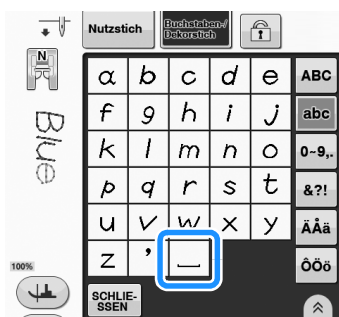 Nutzstich
Buchstaben-/
Dekorstich
N
Blue
a b c d e ABC
f g h i j abc
k l m n o 0~9,.
p q r s t &?!
u v w x y ÄÅä
z ’ _ ÔÖö
100%
SCHLIE-
SSEN